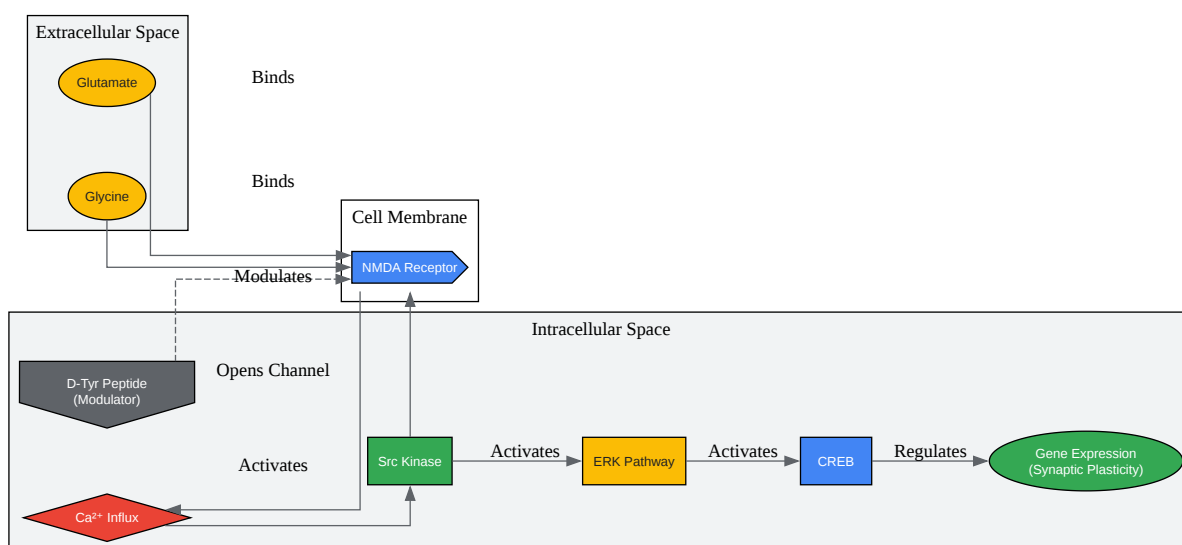 Extracellular Space
Glutamate
Binds
Glycine
Binds
Cell Membrane
NMDA Receptor
Modulates
Intracellular Space
D-Tyr Peptide
(Modulator)
Opens Channel
Src Kinase
Activates
ERK Pathway
Activates
CREB
Regulates
Gene Expression
(Synaptic Plasticity)
Activates
Ca²⁺ Influx